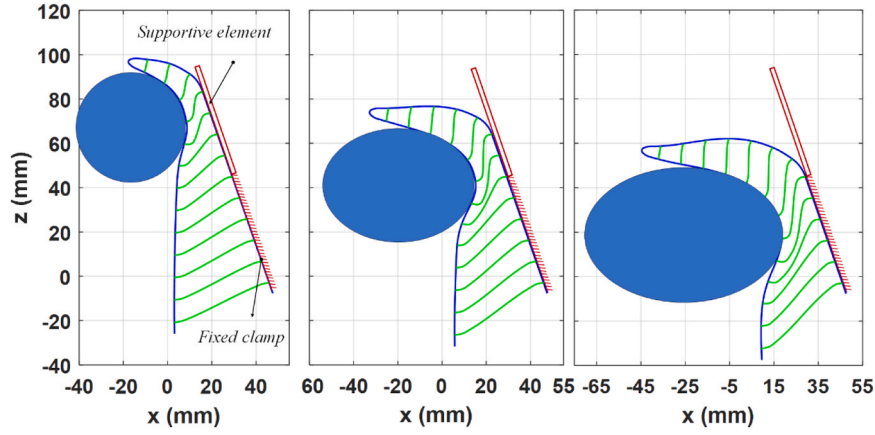 120
100
80
60
40
20
0
-20
-40
z (mm)
Supportive element
Fixed clamp
-40 -20 0 20 40
x (mm)
60 -40 -20 0 20 40 55
x (mm)
-65 -45 -25 -5 15 35 55
x (mm)